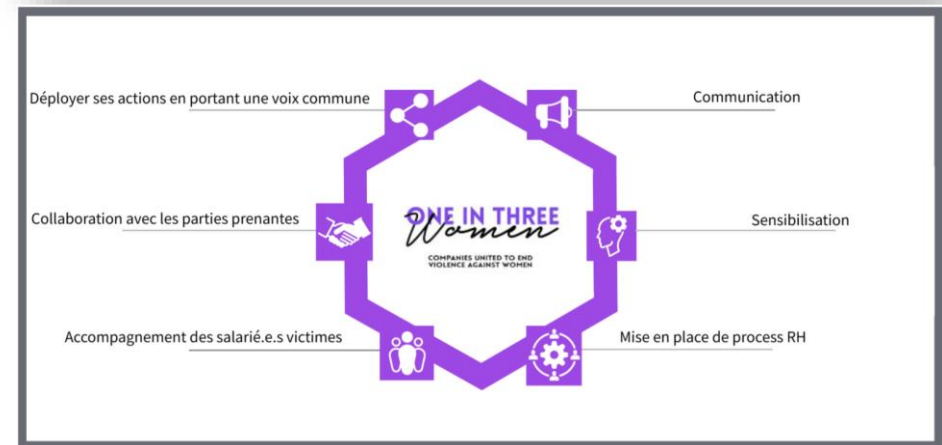 Déployer ses actions en portant une voix commune
Communication
Collaboration avec les parties prenantes
ONE IN THREE
Women
COMPANIES UNITED TO END
VIOLENCE AGAINST WOMEN
Sensibilisation
Accompagnement des salarié.e.s victimes
Mise en place de process RH